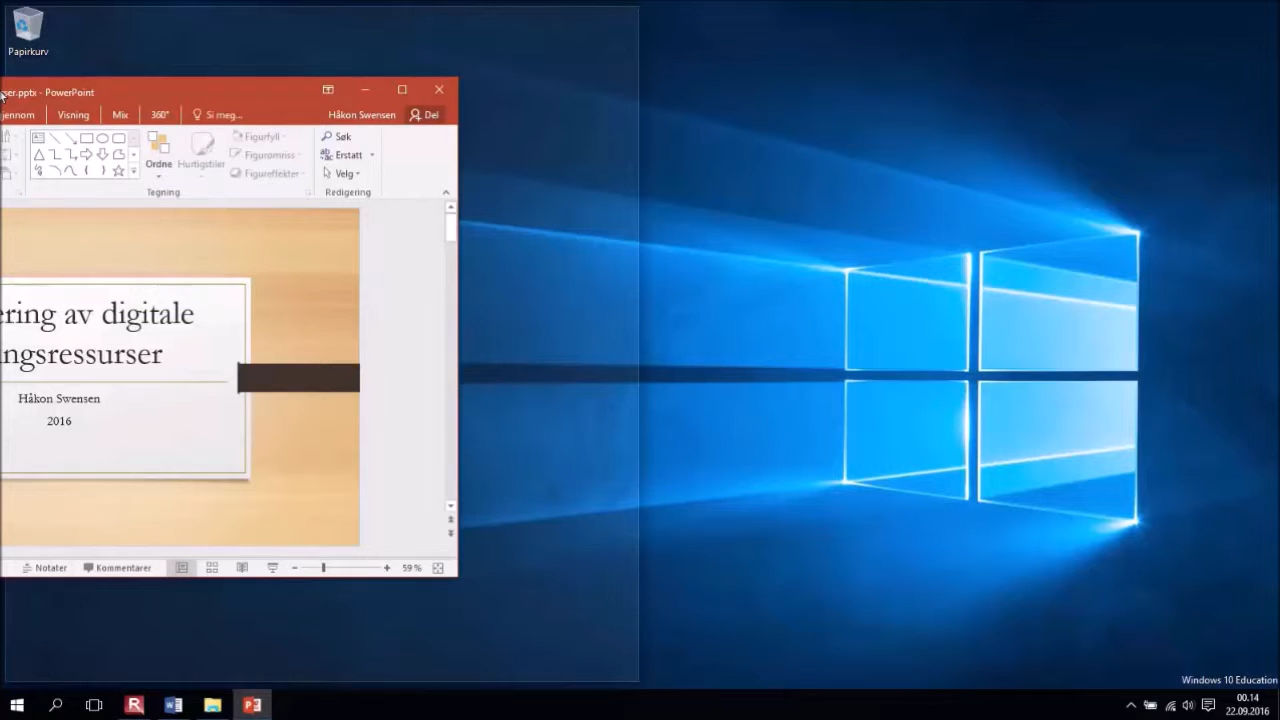 Papirkurv
ser.pptx - PowerPoint
jennom Visning Mix 360° Si meg... Håkon Swensen Del
Ordne Hurtigstiler Figurfyll Figuromriss Figureffekter Søk Erstatt Velg
Tegning Redigering
ering av digitale
ngsressurser
Håkon Swensen
2016
Notater Kommentarer 59 %
Windows 10 Education
00.14
22.09.2016